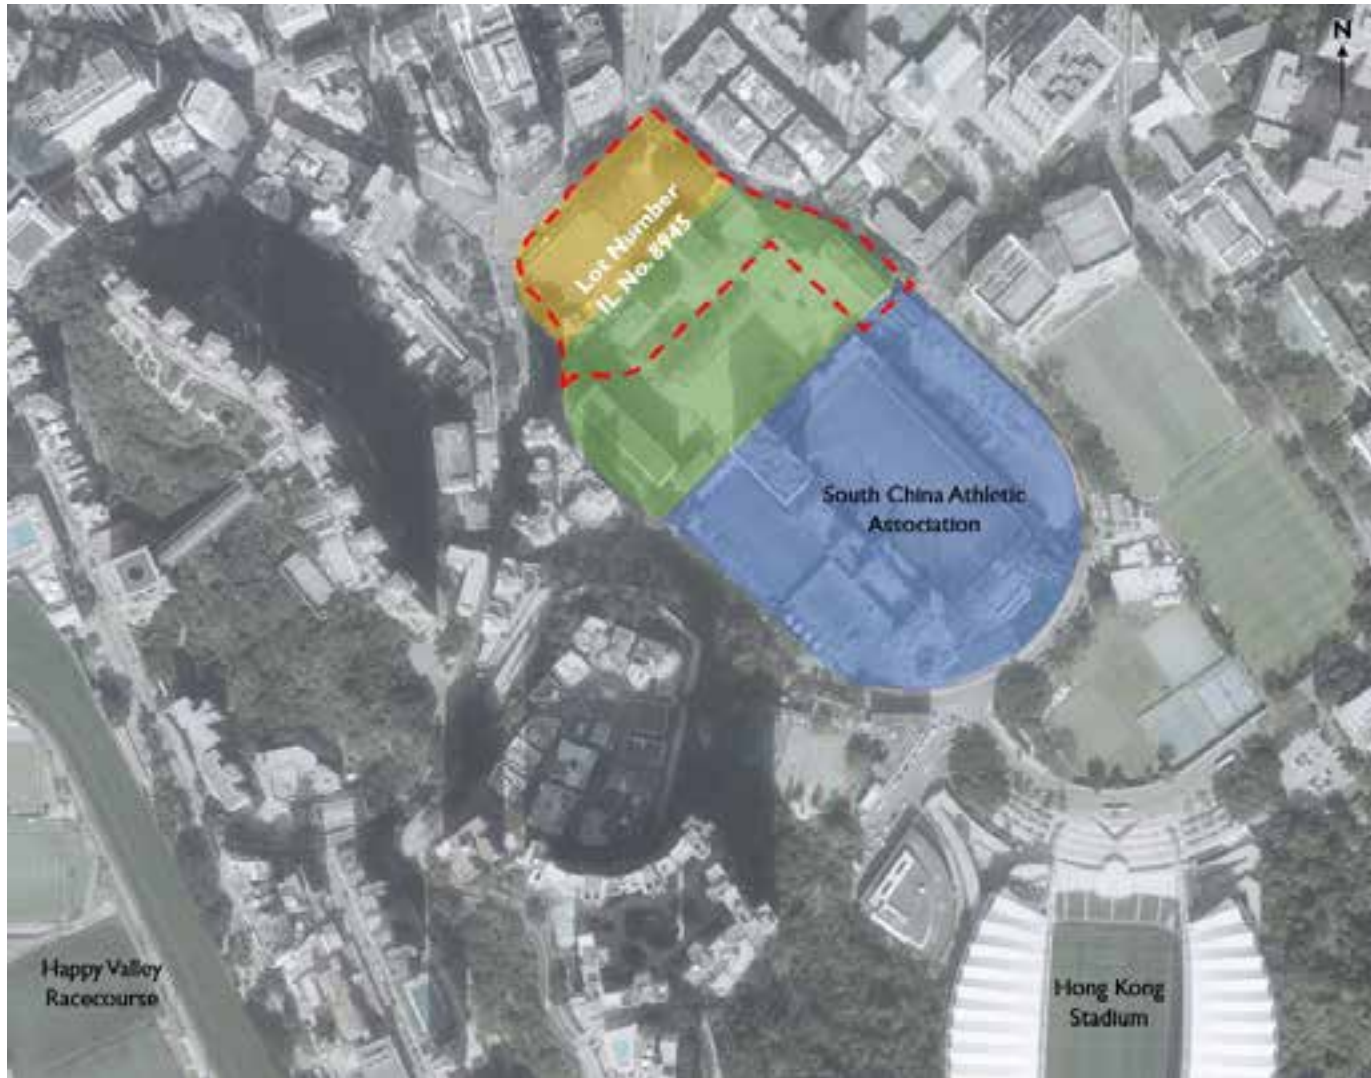 N
Lot Number
IL No. 8945
South China Athletic
Association
Happy Valley
Racecourse
Hong Kong
Stadium